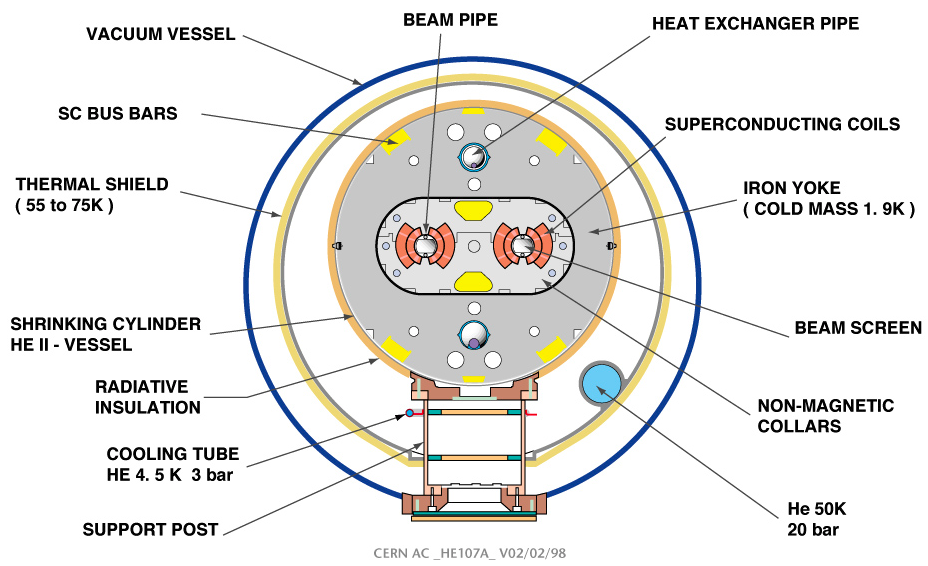 BEAM PIPE
HEAT EXCHANGER PIPE
VACUUM VESSEL
SC BUS BARS
SUPERCONDUCTING COILS
THERMAL SHIELD
( 55 to 75K )
IRON YOKE
( COLD MASS 1. 9K )
SHRINKING CYLINDER
HE II - VESSEL
BEAM SCREEN
RADIATIVE
INSULATION
NON-MAGNETIC
COLLARS
COOLING TUBE
HE 4. 5 K 3 bar
He 50K
20 bar
SUPPORT POST
CERN AC _HE107A_ V02/02/98